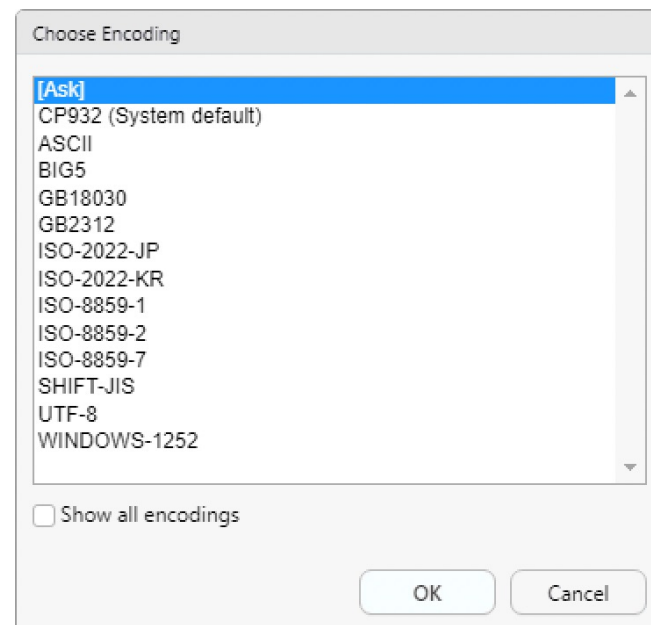 Choose Encoding
[Ask]
CP932 (System default)
ASCII
BIG5
GB18030
GB2312
ISO-2022-JP
ISO-2022-KR
ISO-8859-1
ISO-8859-2
ISO-8859-7
SHIFT-JIS
UTF-8
WINDOWS-1252
Show all encodings
OK Cancel